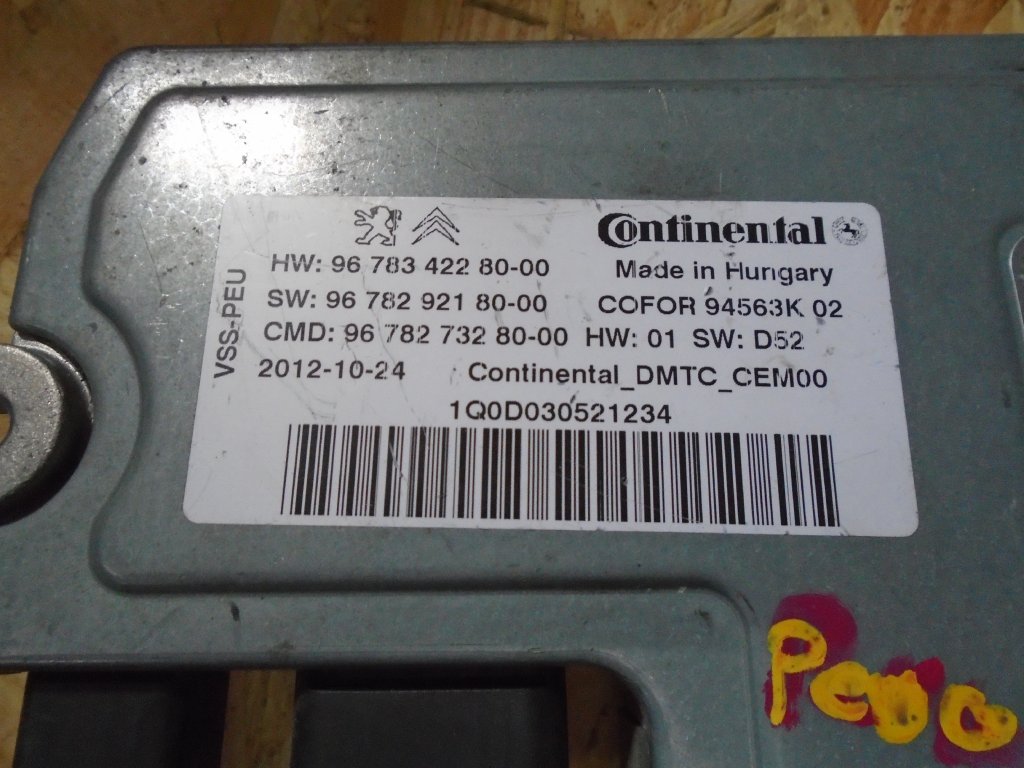 Continental
HW: 96 783 422 80-00
Made in Hungary
SW: 96 782 921 80-00
COFOR 94563K 02
CMD: 96 782 732 80-00 HW: 01 SW: D52
2012-10-24
Continental_DMTC_CEM00
1Q0D030521234
VSS-PEU